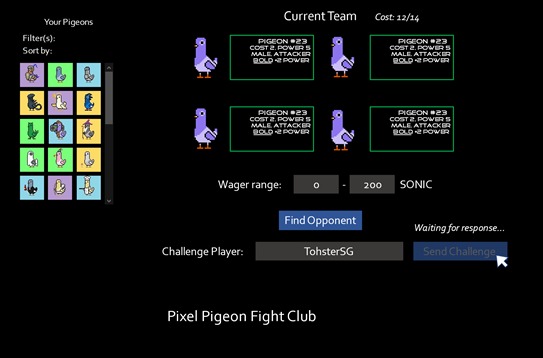 Your Pigeons
Filter(s):
Sort by:
Current Team
Cost: 12/14
PIGEON #23
COST 2, POWER 5
MALE, ATTACKER
BOLD +2 POWER
PIGEON #23
COST 2, POWER 5
MALE, ATTACKER
BOLD +2 POWER
PIGEON #23
COST 2, POWER 5
MALE, ATTACKER
BOLD +2 POWER
PIGEON #23
COST 2, POWER 5
MALE, ATTACKER
BOLD +2 POWER
Wager range: 0 - 200 SONIC
Find Opponent
Waiting for response...
Challenge Player: TohsterSG Send Challenge
Pixel Pigeon Fight Club